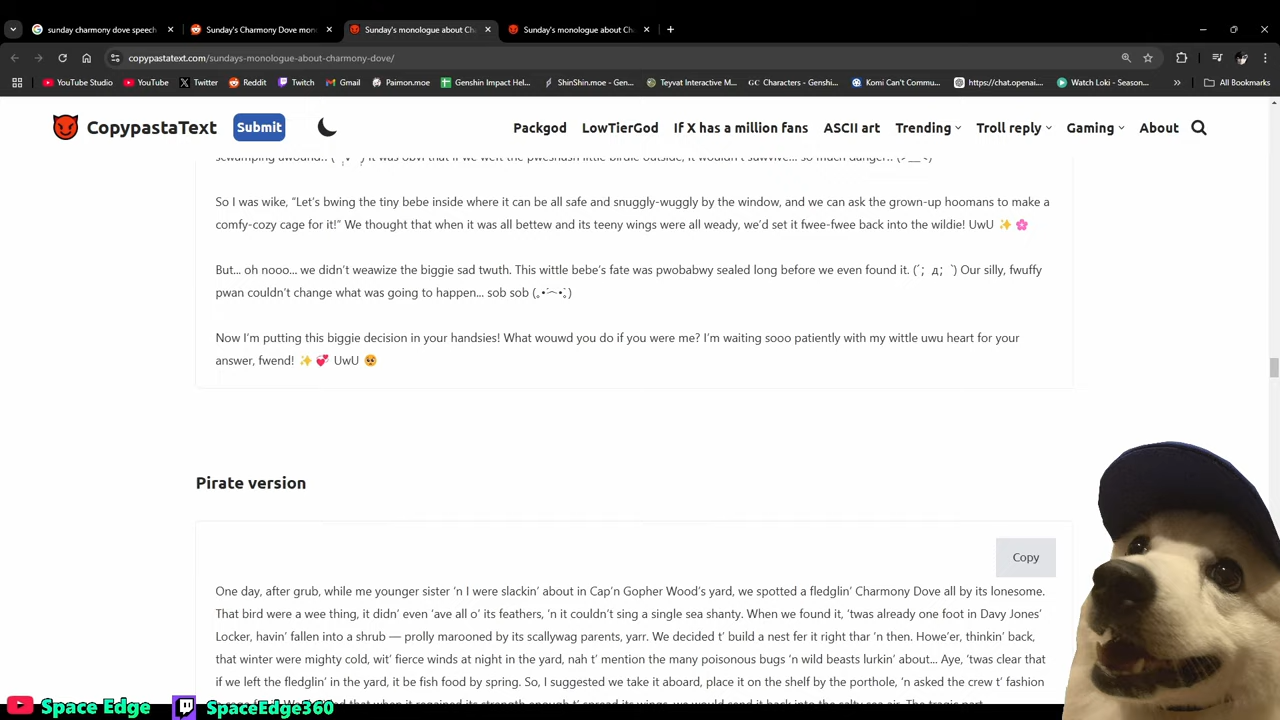 sunday charmony dove speech
Sunday's Charmony Dove mon
Sunday's monologue about Ch
Sunday's monologue about Ch
copypastatext.com/sundays-monologue-about-charmony-dove/
YouTube Studio
YouTube
Twitter
Reddit
Twitch
Gmail
Paimon.moe
Genshin Impact Hel...
ShinShin.moe - Gen...
Teyvat Interactive M...
GC Characters - Gensh...
Komi Can't Commu...
https://chat.openai....
Watch Loki - Season...
All Bookmarks
CopypastaText
Submit
Packgod
LowTierGod
If X has a million fans
ASCII art
Trending
Troll reply
Gaming
About
So I was wike, “Let’s bwing the tiny bebe inside where it can be all safe and snuggly-wuggly by the window, and we can ask the grown-up hoomans to make a
comfy-cozy cage for it!” We thought that when it was all bettew and its teeny wings were all weady, we’d set it fwee-fwee back into the wildie! UwU ✨ 🌸
But… oh nooo… we didn’t weawize the biggie sad twuth. This wittle bebe’s fate was pwobabwy sealed long before we even found it. (´；д；`) Our silly, fwuffy
pwan couldn’t change what was going to happen… sob sob (｡•́︿•̀｡)
Now I’m putting this biggie decision in your handsies! What wouwd you do if you were me? I’m waiting sooo patiently with my wittle uwu heart for your
answer, fwend! ✨ 💞 UwU 🥺
Pirate version
Copy
One day, after grub, while me younger sister ‘n I were slackin’ about in Cap’n Gopher Wood’s yard, we spotted a fledglin’ Charmony Dove all by its lonesome.
That bird were a wee thing, it didn’ even ‘ave all o’ its feathers, ‘n it couldn’t sing a single sea shanty. When we found it, ‘twas already one foot in Davy Jones’
Locker, havin’ fallen into a shrub — prolly marooned by its scallywag parents, yarr. We decided t’ build a nest fer it right thar ‘n then. Howe’er, thinkin’ back,
that winter were mighty cold, wit’ fierce winds at night in the yard, nah t’ mention the many poisonous bugs ‘n wild beasts lurkin’ about… Aye, ‘twas clear that
if we left the fledglin’ in the yard, it be fish food by spring. So, I suggested we take it aboard, place it on the shelf by the porthole, ‘n asked the crew t’ fashion
Space Edge
SpaceEdge360